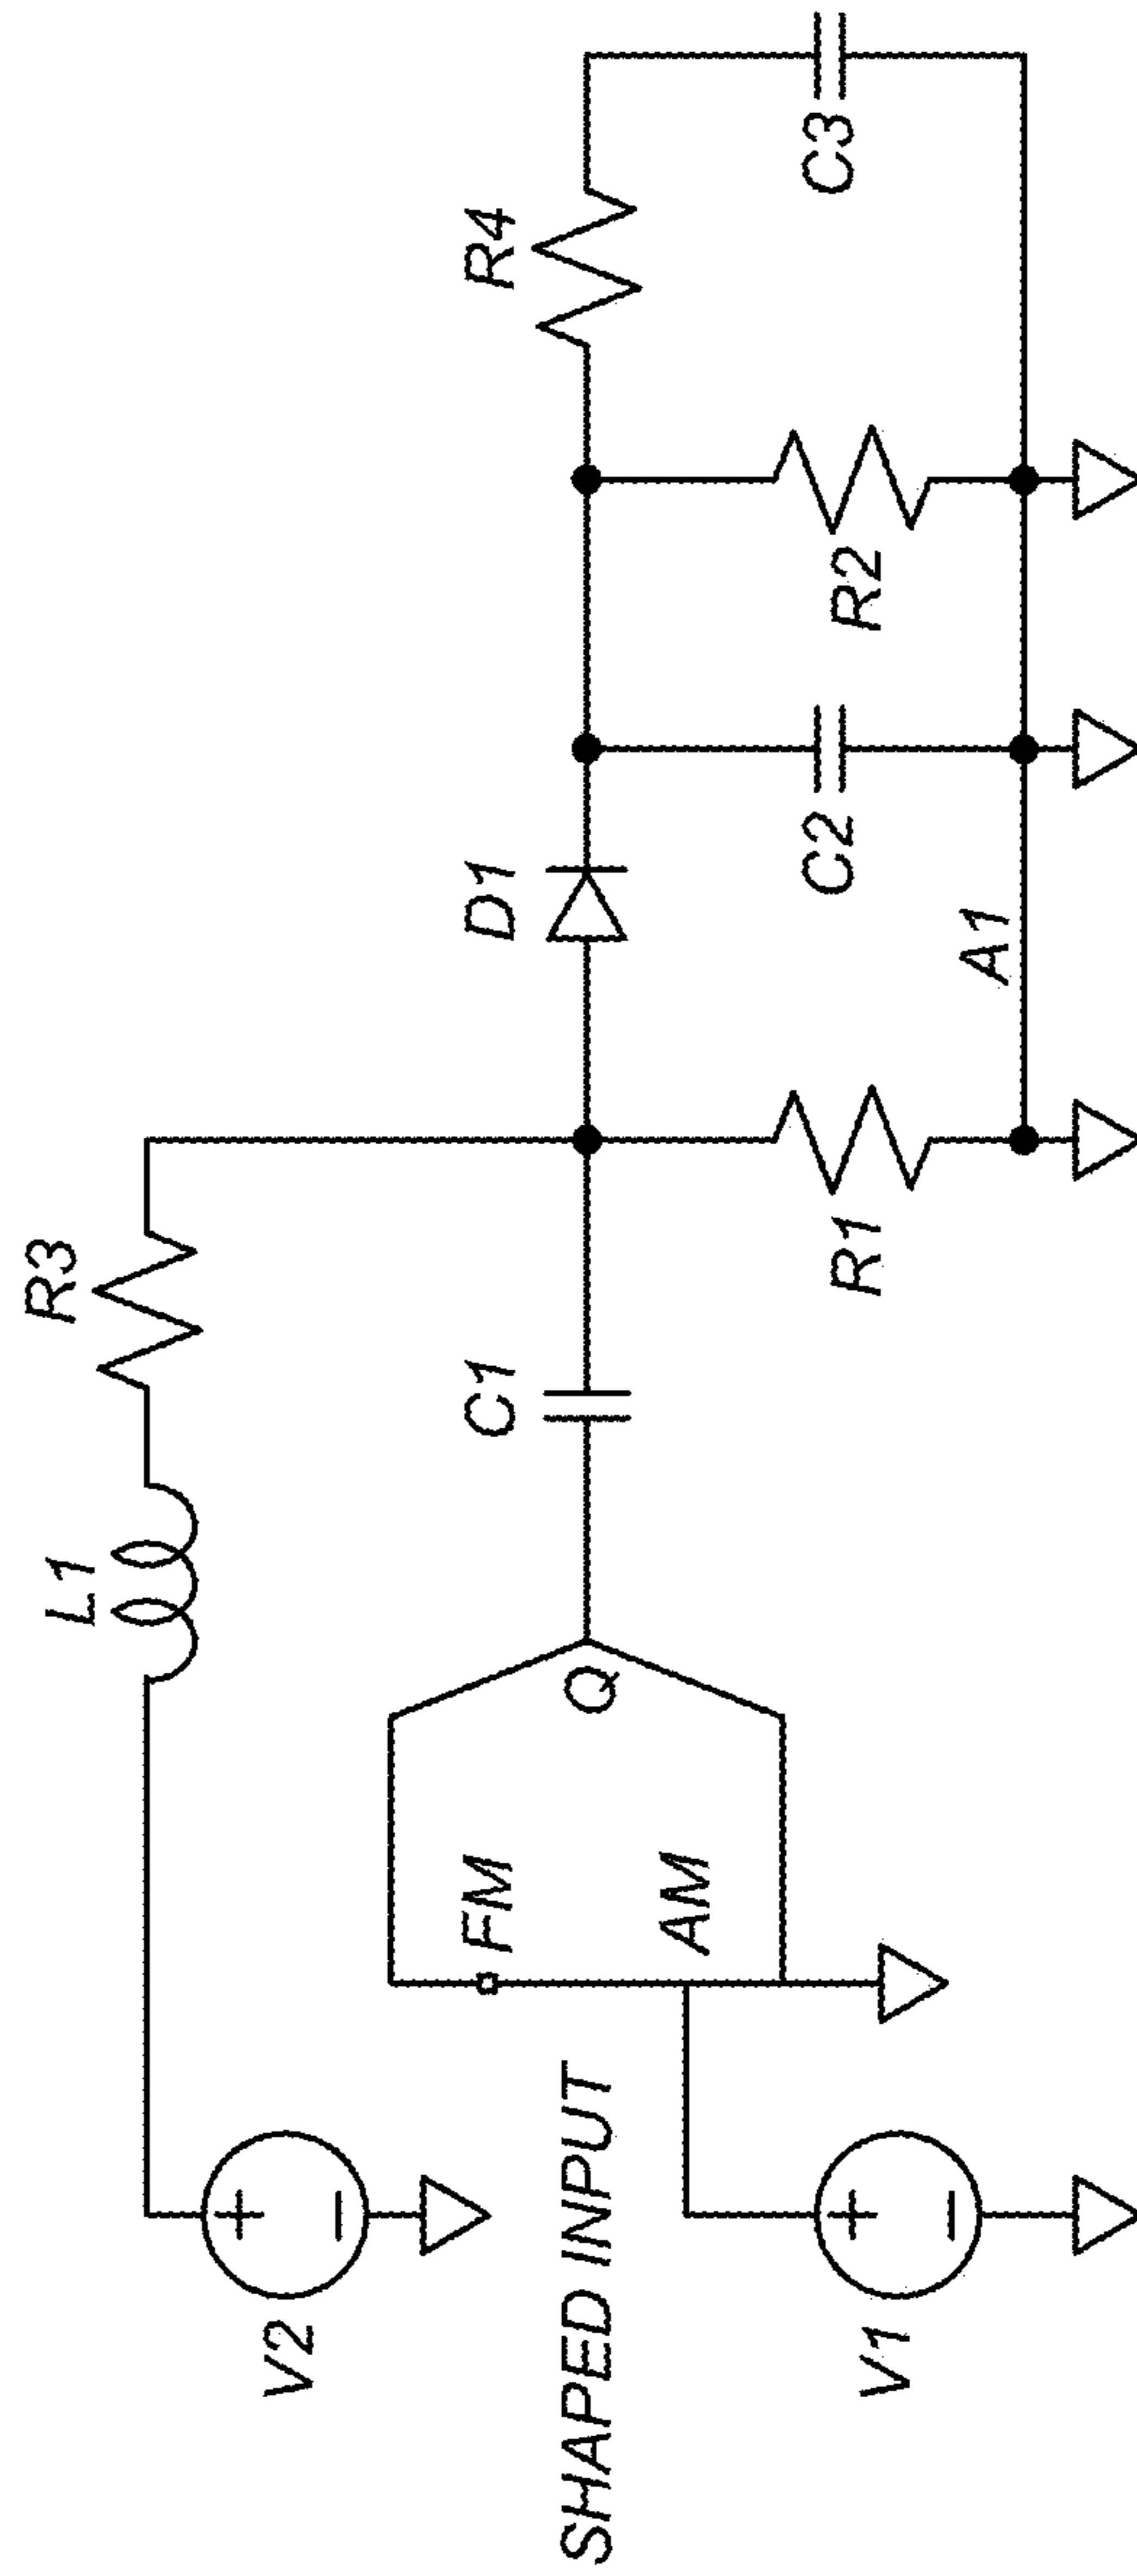 V2
L1
R3
SHAPED INPUT
FM
AM
Q
C1
D1
R4
V1
R1
A1
C2
R2
C3